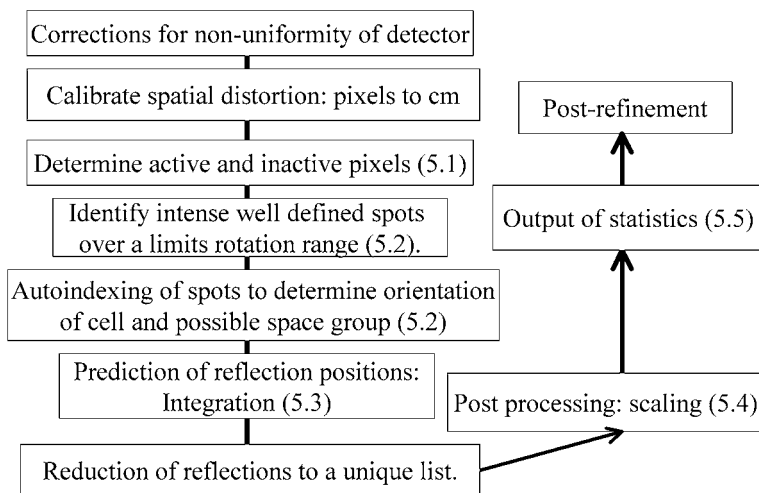 Corrections for non-uniformity of detector
Calibrate spatial distortion: pixels to cm
Determine active and inactive pixels (5.1)
Identify intense well defined spots
over a limits rotation range (5.2).
Autoindexing of spots to determine orientation
of cell and possible space group (5.2)
Prediction of reflection positions:
Integration (5.3)
Reduction of reflections to a unique list.
Post processing: scaling (5.4)
Output of statistics (5.5)
Post-refinement